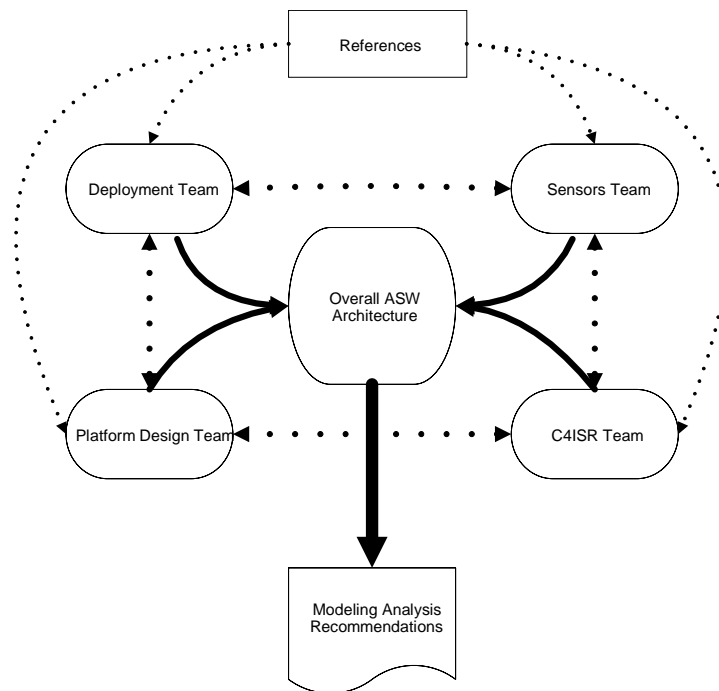 References
Deployment Team
Sensors Team
Overall ASW
Architecture
Platform Design Team
C4ISR Team
Modeling Analysis
Recommendations